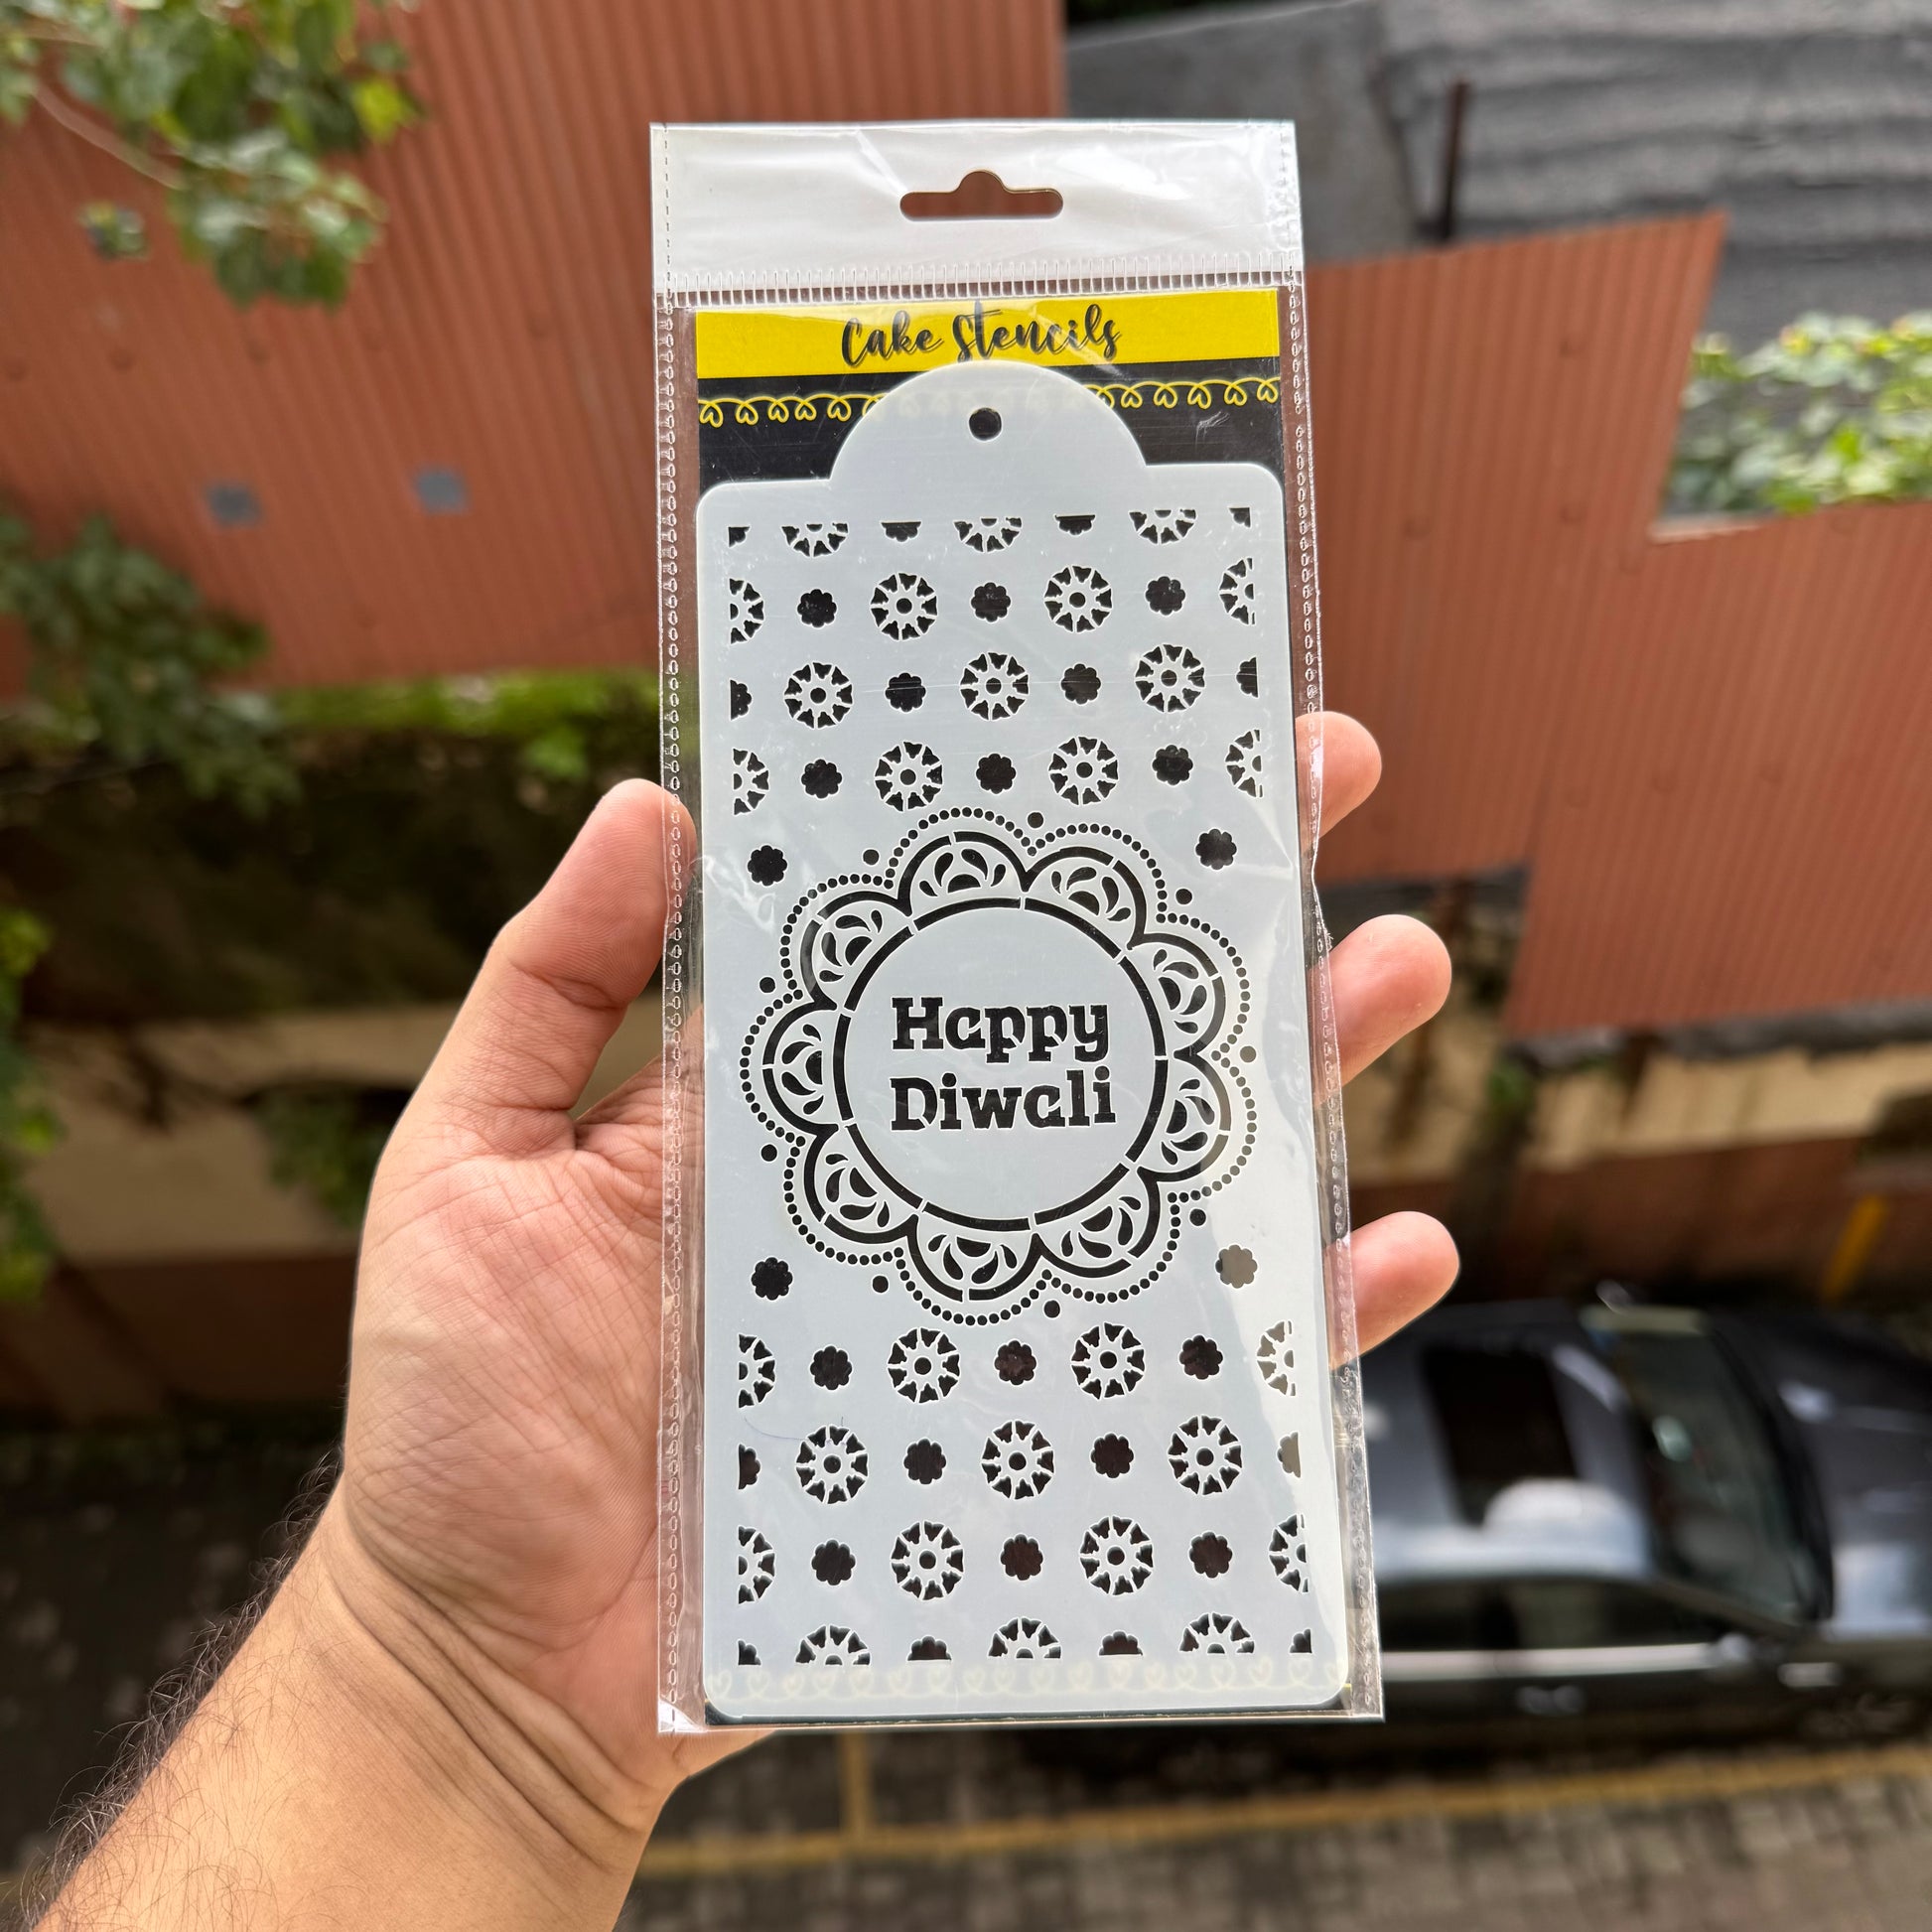 Cake Stencils
Happy
Diwali